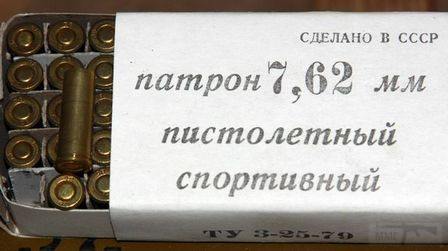 СДЕЛАНО В СССР
патрон 7,62 мм
пистолетный
спортивный
ТУ 3-25-79